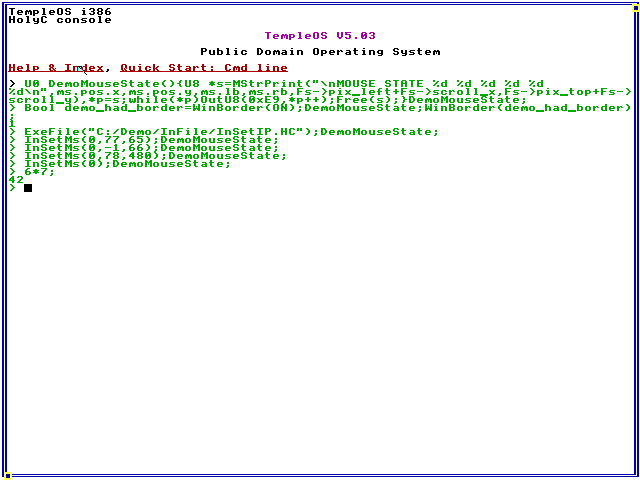 TempleOS i386
HolyC console
TempleOS V5.03
Public Domain Operating System
Help & Index, Quick Start: Cmd line
> U0 DemoMouseState(){U8 *s=MStrPrint("\nMOUSE STATE %d %d %d %d %d
%d\n",ms.pos.x,ms.pos.y,ms.lb,ms.rb,Fs->pix_left+Fs->scroll_x,Fs->pix_top+Fs->
scroll_y),*p=s;while(*p)OutU8(0xE9,*p++);Free(s);}DemoMouseState;
> Bool demo_had_border=WinBorder(ON);DemoMouseState;WinBorder(demo_had_border)
;
1
> ExeFile("C:/Demo/InFile/InSetIP.HC");DemoMouseState;
> InSetMs(0,77,65);DemoMouseState;
> InSetMs(0,-1,66);DemoMouseState;
> InSetMs(0,78,480);DemoMouseState;
> InSetMs(0);DemoMouseState;
> 6*7;
42
>